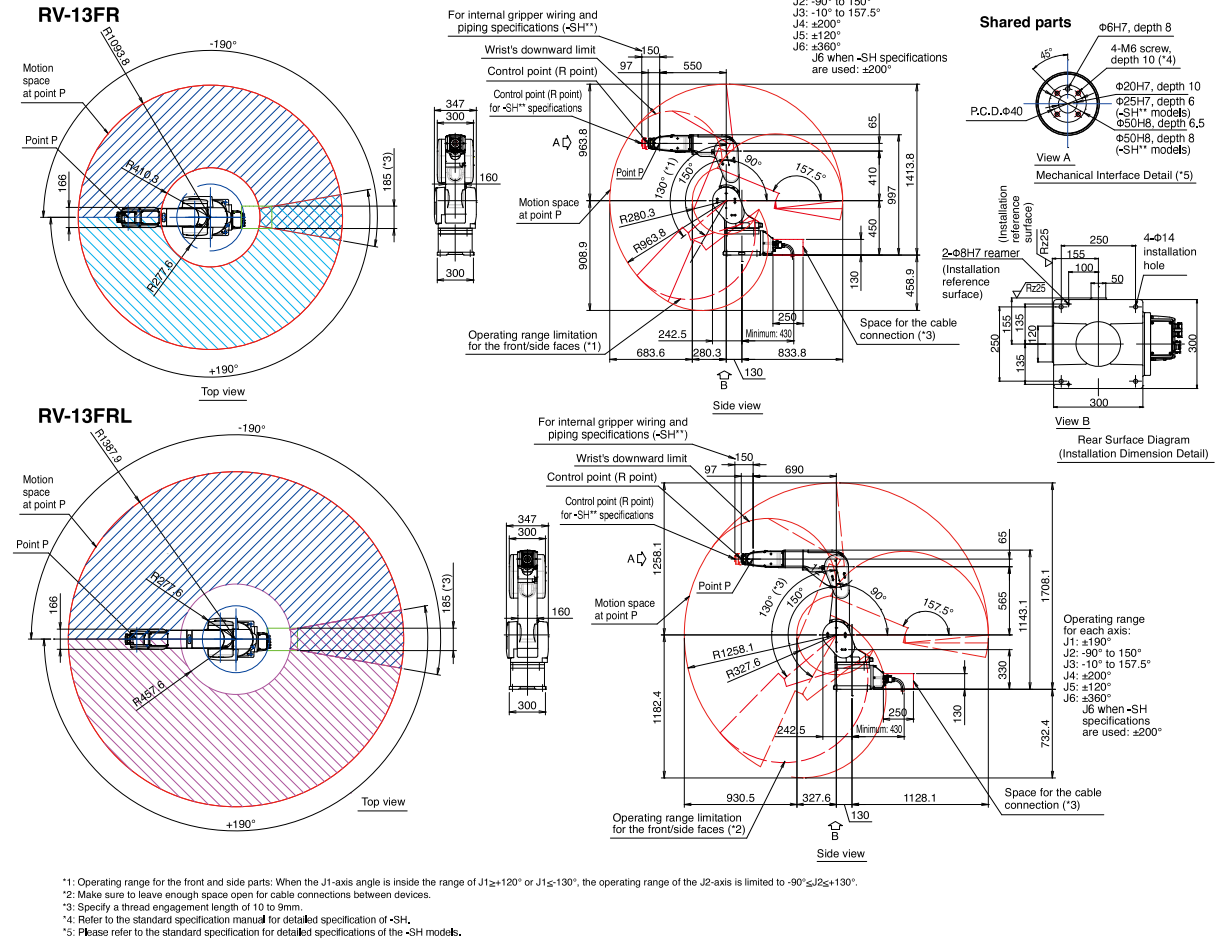 RV-13FR
R1093.8
-190°
Motion
space
at point P
Point P
R410.3
166
185 (*3)
R277.8
+190°
Top view
For internal gripper wiring and
piping specifications (-SH**)
Wrist's downward limit
Control point (R point)
Control point (R point)
for -SH** specifications
347
300
160
300
150
97
550
A
963.8
908.9
Point P
Motion space
at point P
130° (*1)
150°
90°
157.5°
R280.3
R963.8
65
410
450
997
1413.8
130
458.9
250
Minimum: 430
242.5
683.6
280.3
833.8
130
Operating range limitation
for the front/side faces (*1)
Space for the cable
connection (*3)
B
Side view
J2: -90° to 150°
J3: -10° to 157.5°
J4: ±200°
J5: ±120°
J6: ±360°
J6 when -SH specifications
are used: ±200°
Shared parts
45°
Φ6H7, depth 8
4-M6 screw,
depth 10 (*4)
Φ20H7, depth 10
Φ25H7, depth 6
(-SH** models)
Φ50H8, depth 6.5
Φ50H8, depth 8
(-SH** models)
P.C.D.Φ40
View A
Mechanical Interface Detail (*5)
(Installation
reference
surface)
Rz25
2-Φ8H7 reamer
(Installation
reference
surface)
Rz25
250
155
100
50
4-Φ14
installation
hole
250
155
135
120
135
300
300
View B
Rear Surface Diagram
(Installation Dimension Detail)
RV-13FRL
R1387.9
-190°
Motion
space
at point P
Point P
R277.6
166
185 (*3)
R457.6
+190°
Top view
For internal gripper wiring and
piping specifications (-SH**)
Wrist's downward limit
Control point (R point)
Control point (R point)
for -SH** specifications
347
300
160
300
150
97
690
A
1258.1
1182.4
Point P
Motion space
at point P
130° (*3)
150°
90°
157.5°
R1258.1
R327.6
65
565
330
1143.1
1708.1
130
732.4
250
Minimum: 430
242.5
930.5
327.6
1128.1
130
Operating range limitation
for the front/side faces (*2)
Space for the cable
connection (*3)
B
Side view
Operating range
for each axis:
J1: ±190°
J2: -90° to 150°
J3: -10° to 157.5°
J4: ±200°
J5: ±120°
J6: ±360°
J6 when -SH
specifications
are used: ±200°
*1: Operating range for the front and side parts: When the J1-axis angle is inside the range of J1≥+120° or J1≤-130°, the operating range of the J2-axis is limited to -90°≤J2≤+130°.
*2: Make sure to leave enough space open for cable connections between devices.
*3: Specify a thread engagement length of 10 to 9mm.
*4: Refer to the standard specification manual for detailed specification of -SH.
*5: Please refer to the standard specification for detailed specifications of the -SH models.